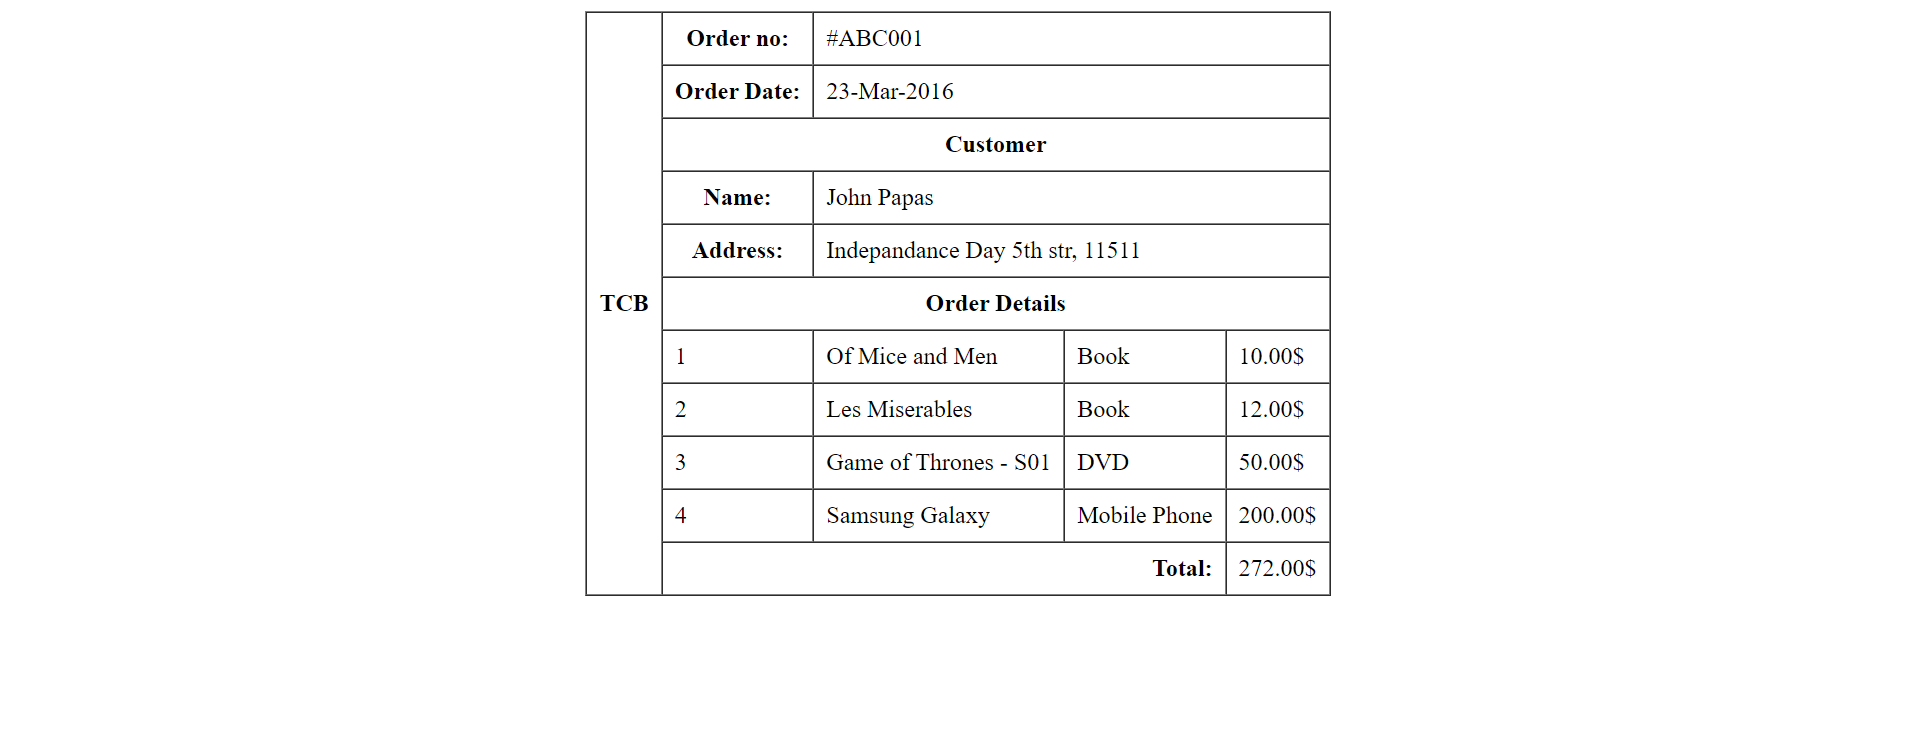 Order no: #ABC001
Order Date: 23-Mar-2016
Customer
Name: John Papas
Address: Indepandance Day 5th str, 11511
TCB
Order Details
1 Of Mice and Men Book 10.00$
2 Les Miserables Book 12.00$
3 Game of Thrones - S01 DVD 50.00$
4 Samsung Galaxy Mobile Phone 200.00$
Total: 272.00$